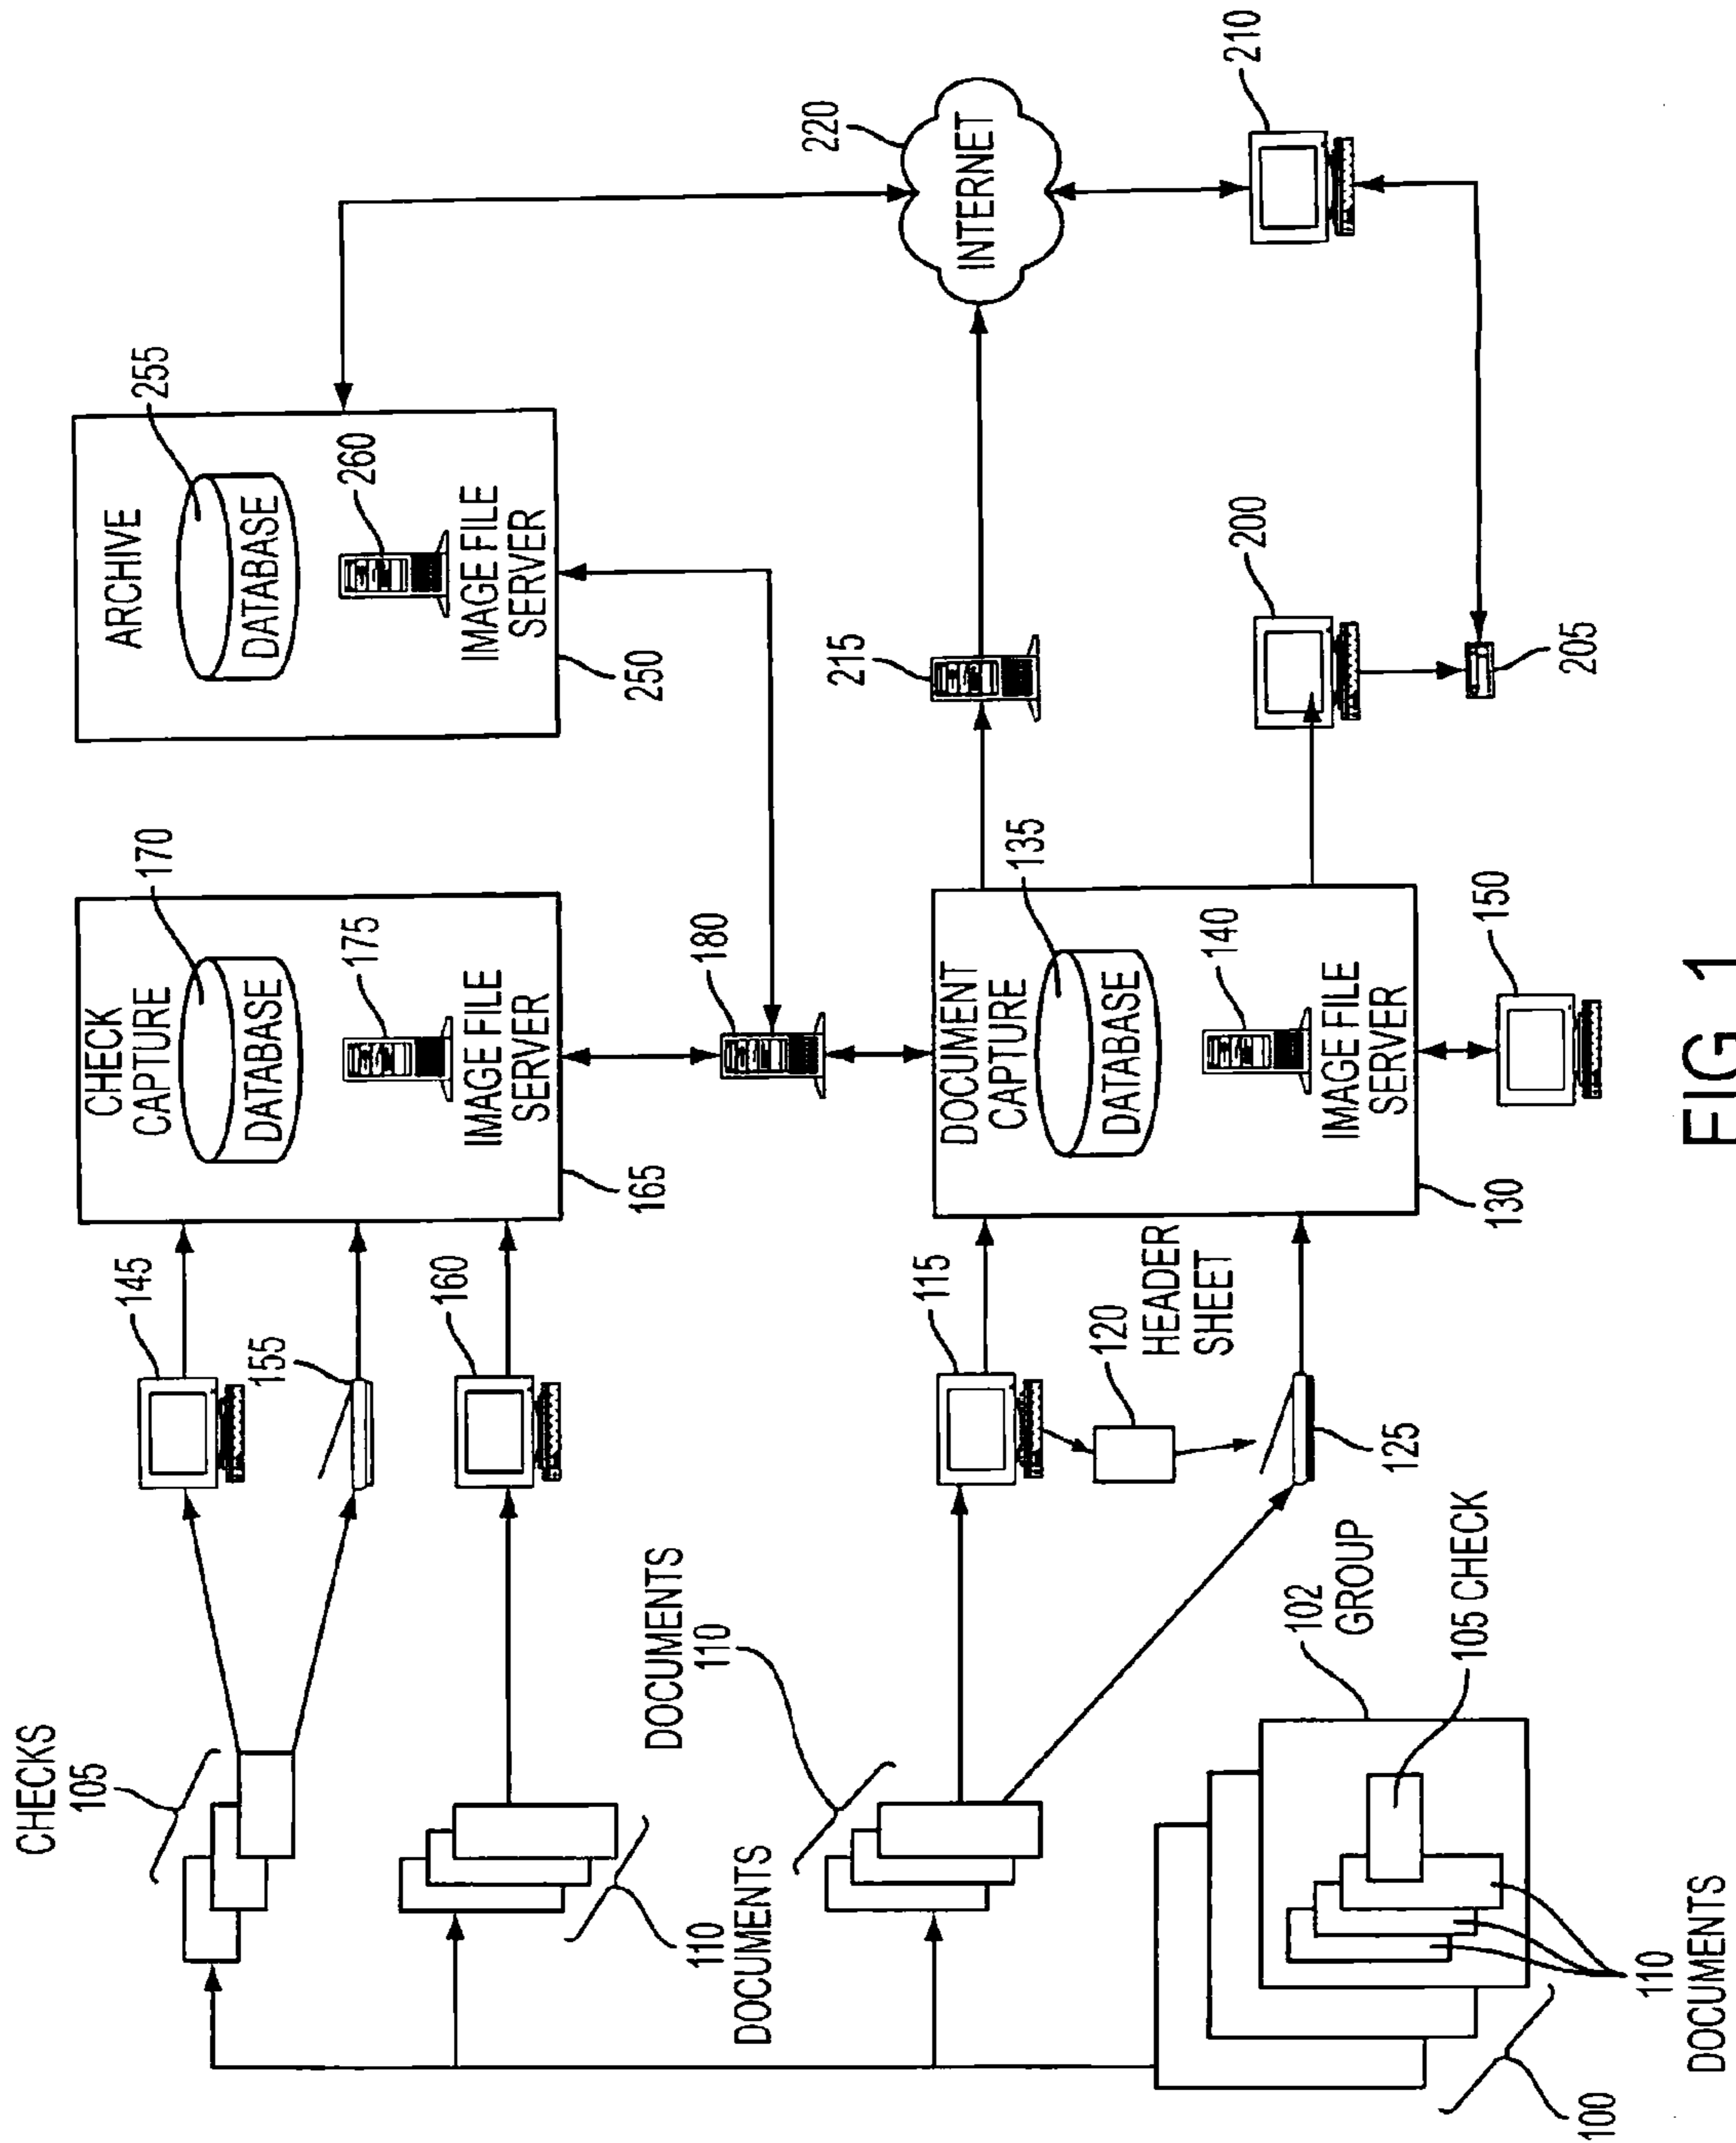 CHECKS
105
145
155
160
CHECK
CAPTURE
170
DATABASE
175
IMAGE FILE
SERVER
165
ARCHIVE
255
DATABASE
260
IMAGE FILE
SERVER
250
110
DOCUMENTS
DOCUMENTS
110
180
115
120
HEADER
SHEET
125
DOCUMENT
CAPTURE
135
DATABASE
140
IMAGE FILE
SERVER
130
150
215
220
INTERNET
200
205
210
102
GROUP
105 CHECK
110
DOCUMENTS
100
FIG. 1